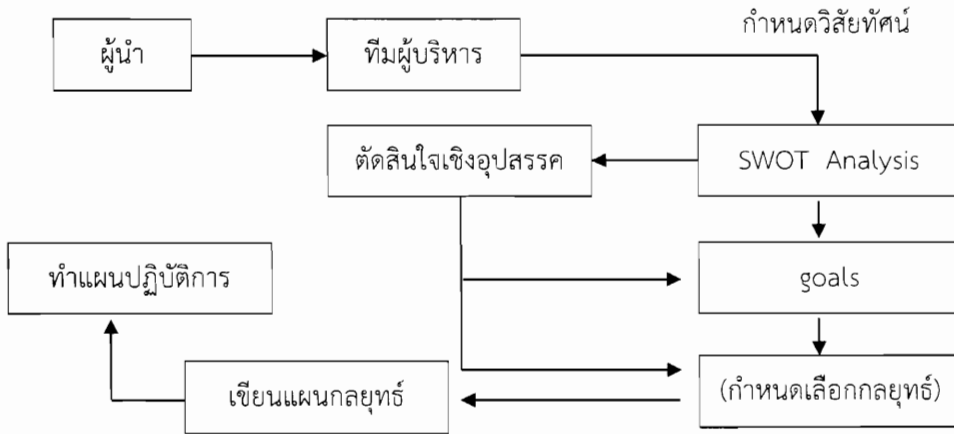 กำหนดวิสัยทัศน์
ผู้นำ
ทีมผู้บริหาร
ตัดสินใจเชิงอุปสรรค
SWOT Analysis
ทำแผนปฏิบัติการ
goals
เขียนแผนกลยุทธ์
(กำหนดเลือกกลยุทธ์)